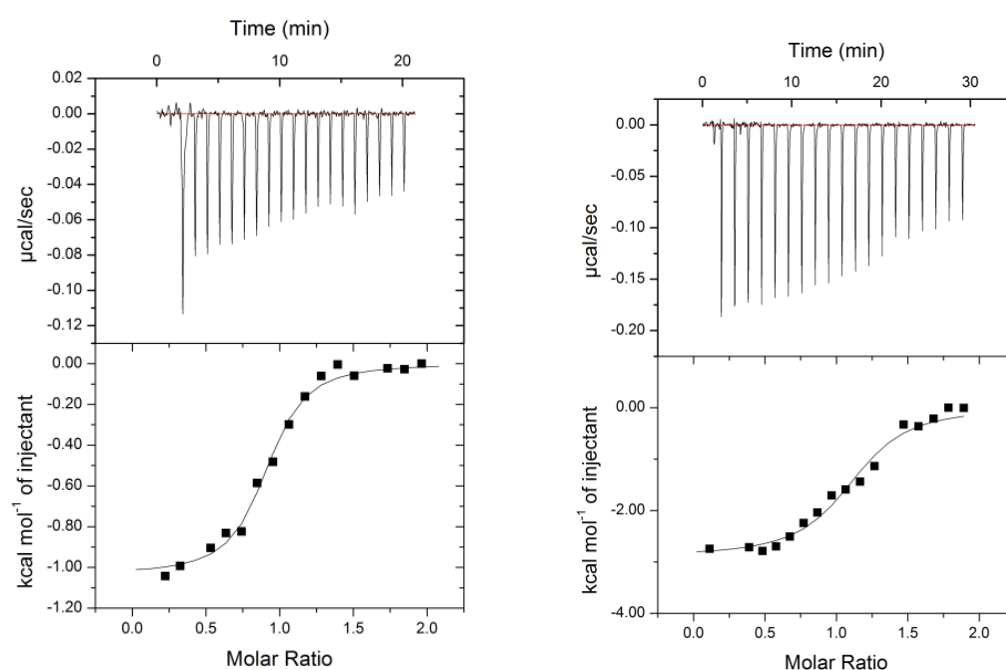 Time (min)
0 10 20
0.02
0.00
-0.02
-0.04
-0.06
-0.08
-0.10
-0.12
µcal/sec
0.00
-0.20
-0.40
-0.60
-0.80
-1.00
-1.20
kcal mol⁻¹ of injectant
0.0 0.5 1.0 1.5 2.0
Molar Ratio
Time (min)
0 10 20 30
0.00
-0.05
-0.10
-0.15
-0.20
µcal/sec
0.00
-2.00
-4.00
kcal mol⁻¹ of injectant
0.0 0.5 1.0 1.5 2.0
Molar Ratio